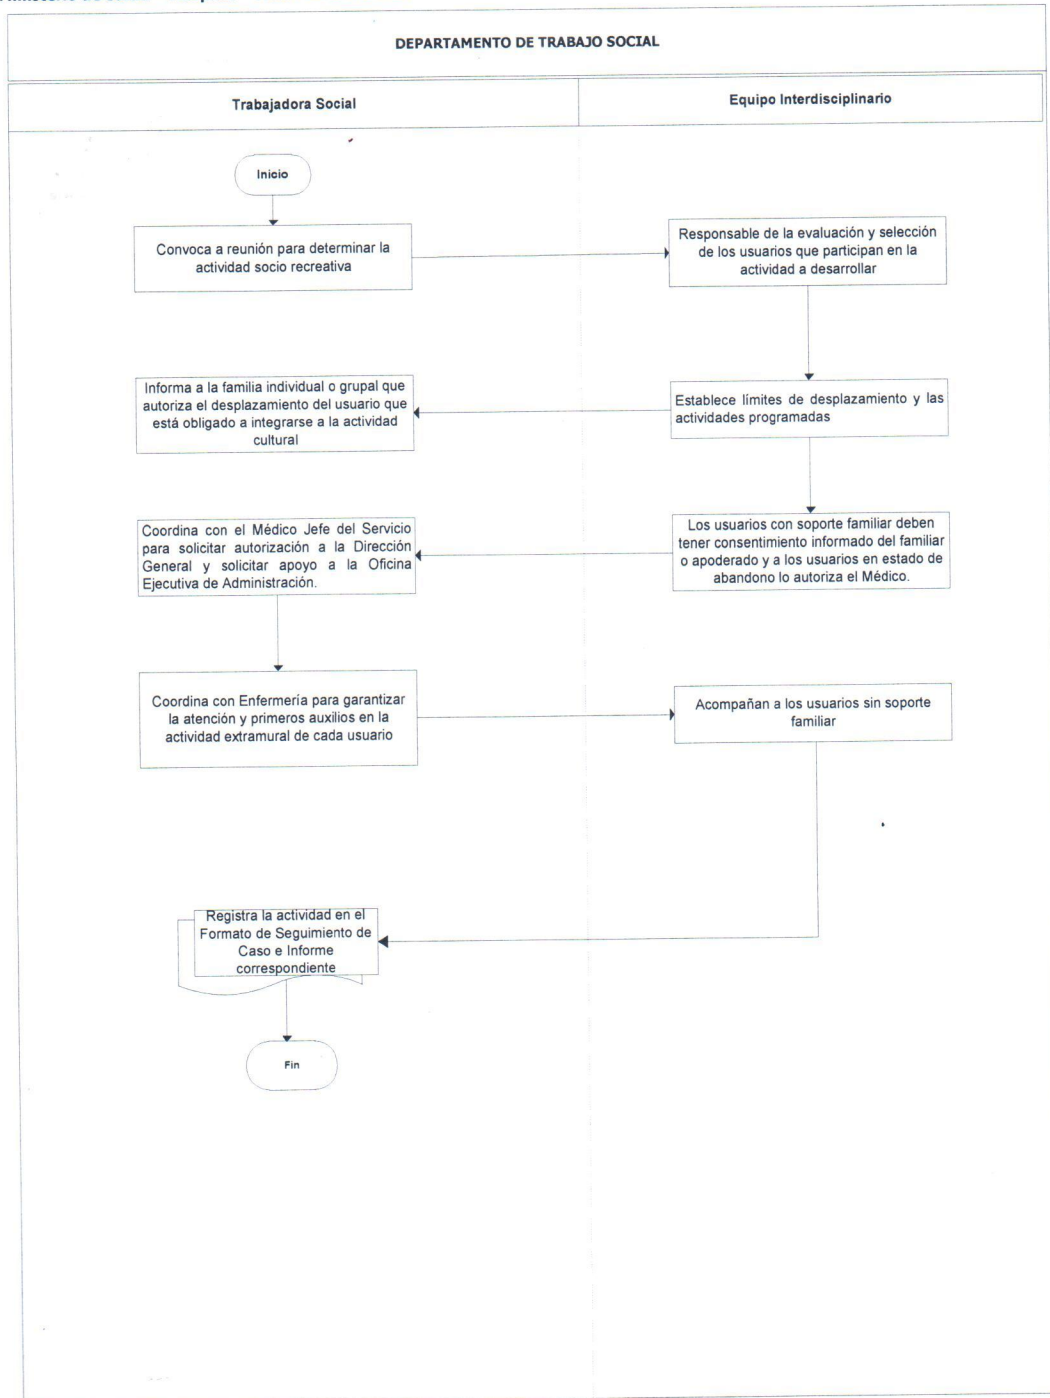 DEPARTAMENTO DE TRABAJO SOCIAL
Trabajadora Social
Equipo Interdisciplinario
Inicio
Convoca a reunión para determinar la
actividad socio recreativa
Responsable de la evaluación y selección
de los usuarios que participan en la
actividad a desarrollar
Informa a la familia individual o grupal que
autoriza el desplazamiento del usuario que
está obligado a integrarse a la actividad
cultural
Establece límites de desplazamiento y las
actividades programadas
Coordina con el Médico Jefe del Servicio
para solicitar autorización a la Dirección
General y solicitar apoyo a la Oficina
Ejecutiva de Administración.
Los usuarios con soporte familiar deben
tener consentimiento informado del familiar
o apoderado y a los usuarios en estado de
abandono lo autoriza el Médico.
Coordina con Enfermería para garantizar
la atención y primeros auxilios en la
actividad extramural de cada usuario
Acompañan a los usuarios sin soporte
familiar
Registra la actividad en el
Formato de Seguimiento de
Caso e Informe
correspondiente
Fin